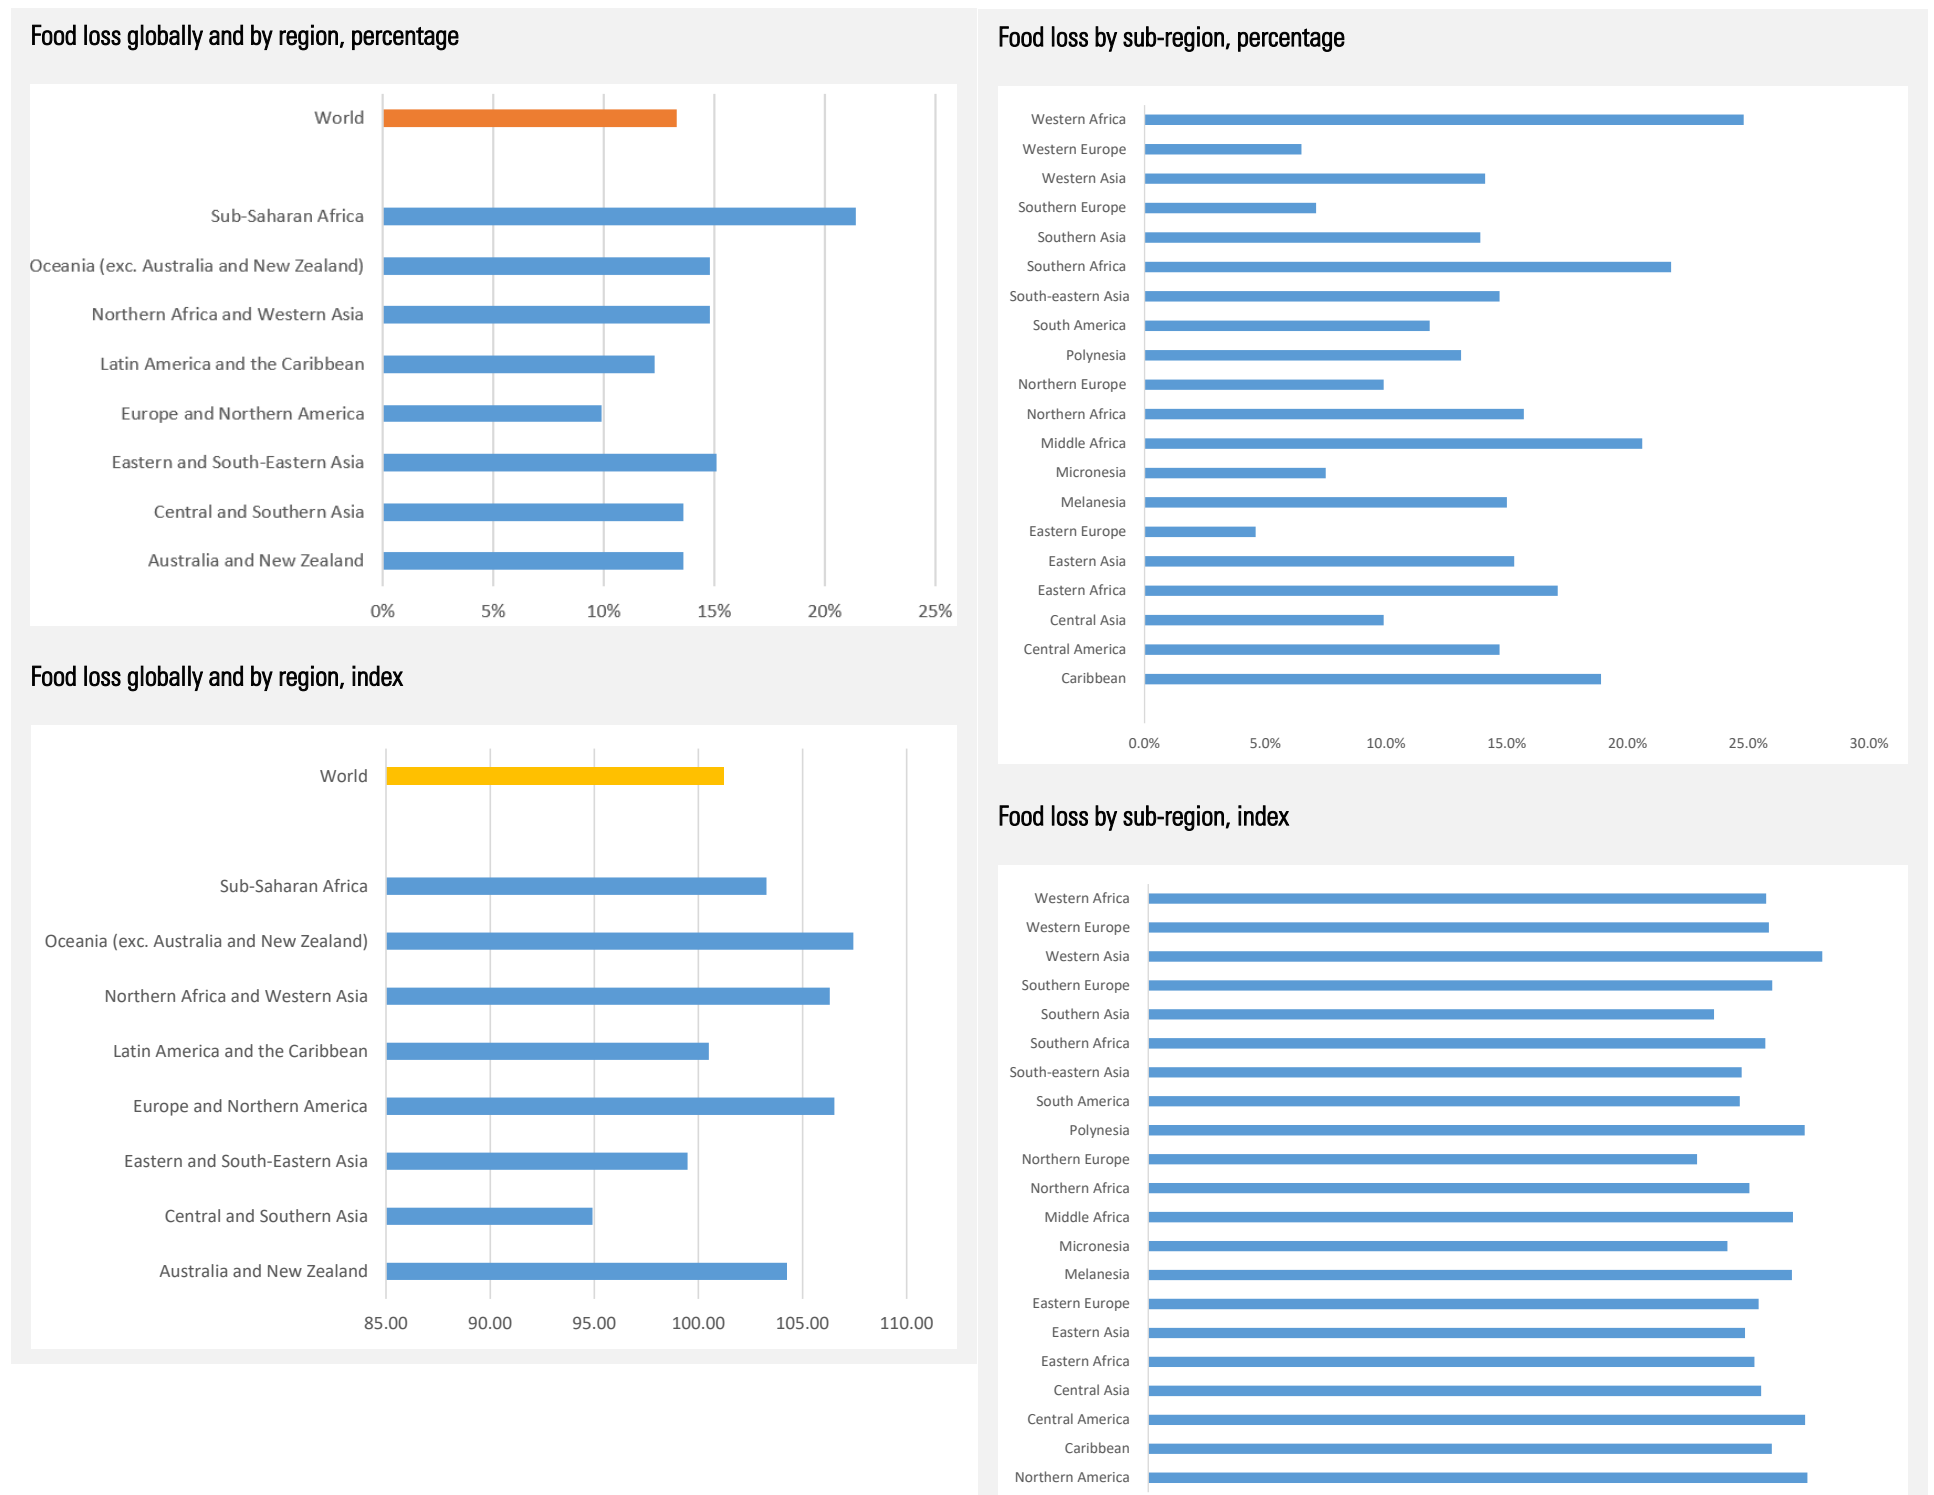 Food loss globally and by region, percentage
World
Sub-Saharan Africa
Oceania (exc. Australia and New Zealand)
Northern Africa and Western Asia
Latin America and the Caribbean
Europe and Northern America
Eastern and South-Eastern Asia
Central and Southern Asia
Australia and New Zealand
0% 5% 10% 15% 20% 25%
Food loss globally and by region, index
World
Sub-Saharan Africa
Oceania (exc. Australia and New Zealand)
Northern Africa and Western Asia
Latin America and the Caribbean
Europe and Northern America
Eastern and South-Eastern Asia
Central and Southern Asia
Australia and New Zealand
85.00 90.00 95.00 100.00 105.00 110.00
Food loss by sub-region, percentage
Western Africa
Western Europe
Western Asia
Southern Europe
Southern Asia
Southern Africa
South-eastern Asia
South America
Polynesia
Northern Europe
Northern Africa
Middle Africa
Micronesia
Melanesia
Eastern Europe
Eastern Asia
Eastern Africa
Central Asia
Central America
Caribbean
0.0% 5.0% 10.0% 15.0% 20.0% 25.0% 30.0%
Food loss by sub-region, index
Western Africa
Western Europe
Western Asia
Southern Europe
Southern Asia
Southern Africa
South-eastern Asia
South America
Polynesia
Northern Europe
Northern Africa
Middle Africa
Micronesia
Melanesia
Eastern Europe
Eastern Asia
Eastern Africa
Central Asia
Central America
Caribbean
Northern America